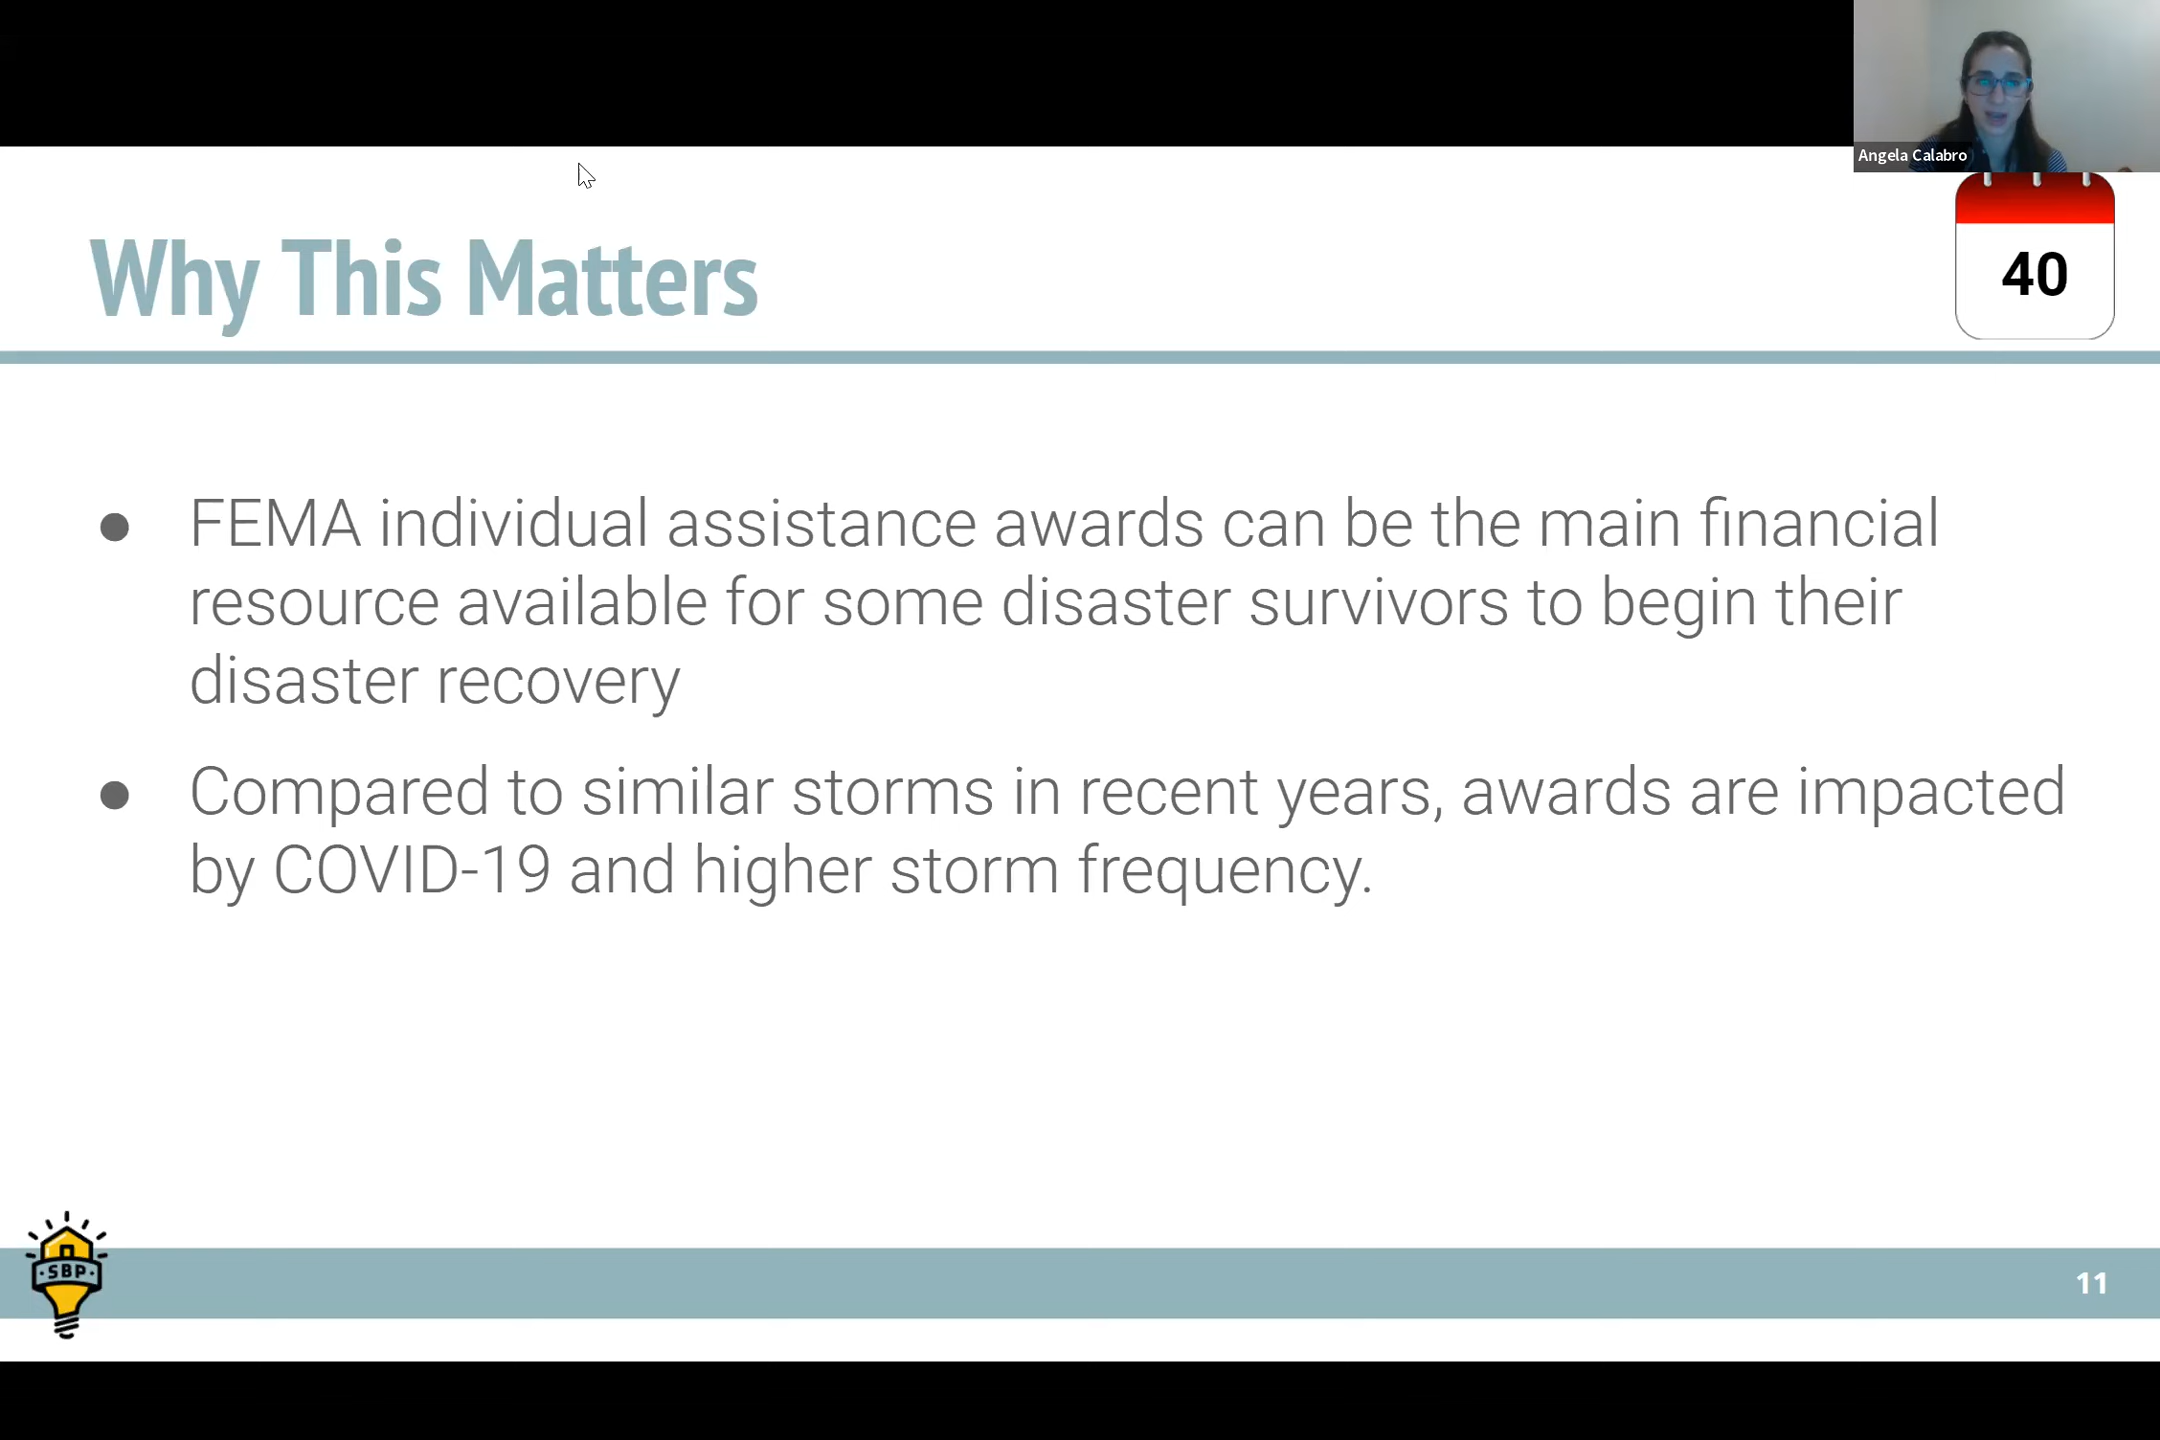 Angela Calabro
Why This Matters
40
● FEMA individual assistance awards can be the main financial
resource available for some disaster survivors to begin their
disaster recovery
● Compared to similar storms in recent years, awards are impacted
by COVID-19 and higher storm frequency.
·SBP·
11